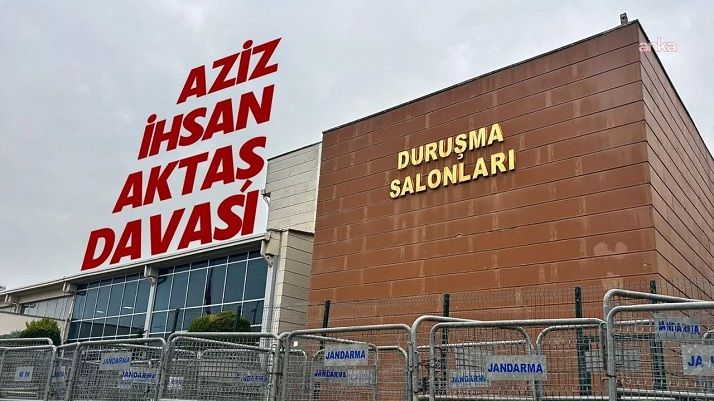 anka
AZİZ
İHSAN
AKTAŞ
DAVASİ
DURUŞMA
SALONLARI
JANDARMA
JANDARMA
JANDARMA
JANDARMA
JANDARMA
JANDARMA